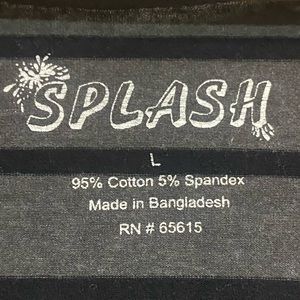 SPLASH
L
95% Cotton 5% Spandex
Made in Bangladesh
RN # 65615